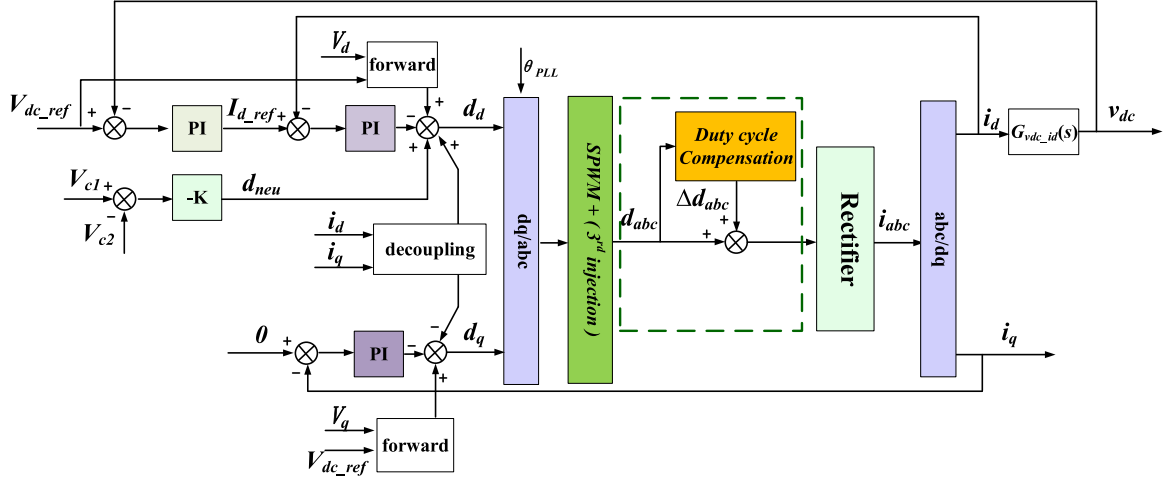 V_d
forward
θ_PLL
V_dc_ref
+
−
PI
I_d_ref
+
−
PI
−
+
+
+
d_d
V_c1
+
−
V_c2
-K
d_neu
i_d
i_q
decoupling
dq/abc
SPWM + ( 3^rd injection )
d_abc
Duty cycle
Compensation
Δd_abc
+
+
Rectifier
i_abc
abc/dq
i_d
G_vdc_id(s)
v_dc
0
+
−
PI
−
−
+
d_q
i_q
V_q
V_dc_ref
forward